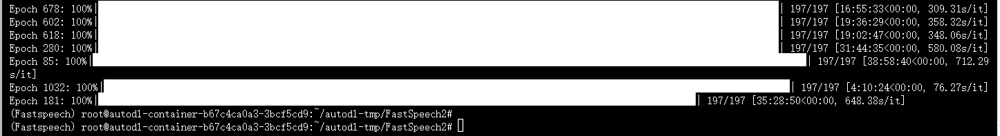 Epoch 678: 100%| | 197/197 [16:55:33<00:00, 309.31s/it]
Epoch 602: 100%| | 197/197 [19:36:29<00:00, 358.32s/it]
Epoch 618: 100%| | 197/197 [19:02:47<00:00, 348.06s/it]
Epoch 280: 100%| | 197/197 [31:44:35<00:00, 580.08s/it]
Epoch 85: 100%| | 197/197 [38:58:40<00:00, 712.29
s/it]
Epoch 1032: 100%| | 197/197 [4:10:24<00:00, 76.27s/it]
Epoch 181: 100%| | 197/197 [35:28:50<00:00, 648.38s/it]
(Fastspeech) root@autodl-container-b67c4ca0a3-3bcf5cd9:~/autodl-tmp/FastSpeech2#
(Fastspeech) root@autodl-container-b67c4ca0a3-3bcf5cd9:~/autodl-tmp/FastSpeech2#